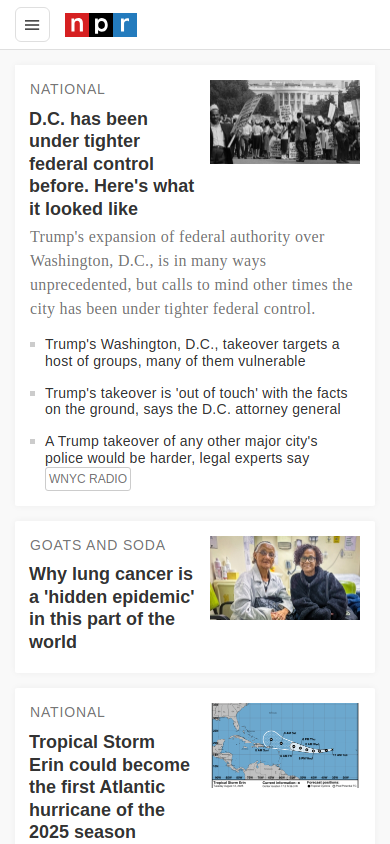 npr
NATIONAL
D.C. has been
under tighter
federal control
before. Here's what
it looked like
Trump's expansion of federal authority over
Washington, D.C., is in many ways
unprecedented, but calls to mind other times the
city has been under tighter federal control.
Trump's Washington, D.C., takeover targets a
host of groups, many of them vulnerable
Trump's takeover is 'out of touch' with the facts
on the ground, says the D.C. attorney general
A Trump takeover of any other major city's
police would be harder, legal experts say
WNYC RADIO
GOATS AND SODA
Why lung cancer is
a 'hidden epidemic'
in this part of the
world
NATIONAL
Tropical Storm
Erin could become
the first Atlantic
hurricane of the
2025 season
Tropical Storm Erin